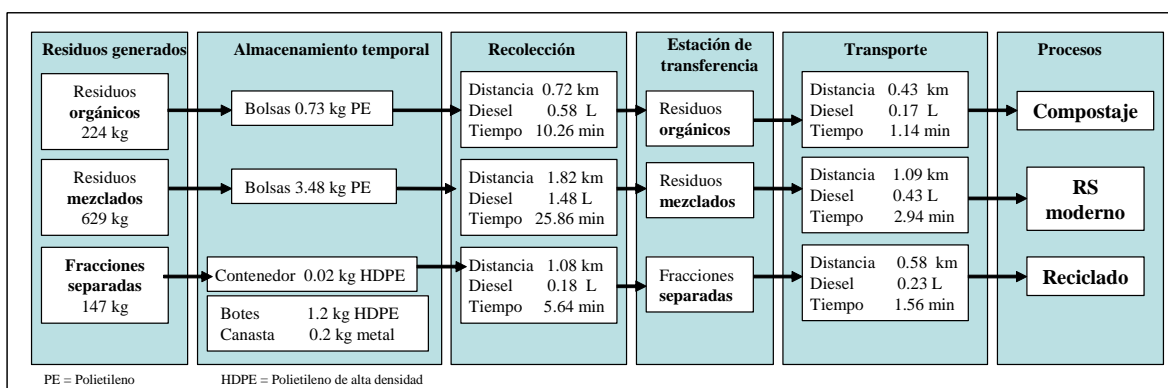 Residuos generados
Almacenamiento temporal
Recolección
Estación de
transferencia
Transporte
Procesos
Residuos
orgánicos
224 kg
Bolsas 0.73 kg PE
Distancia 0.72 km
Diesel 0.58 L
Tiempo 10.26 min
Residuos
orgánicos
Distancia 0.43 km
Diesel 0.17 L
Tiempo 1.14 min
Compostaje
Residuos
mezclados
629 kg
Bolsas 3.48 kg PE
Distancia 1.82 km
Diesel 1.48 L
Tiempo 25.86 min
Residuos
mezclados
Distancia 1.09 km
Diesel 0.43 L
Tiempo 2.94 min
RS
moderno
Fracciones
separadas
147 kg
Contenedor 0.02 kg HDPE
Botes 1.2 kg HDPE
Canasta 0.2 kg metal
Distancia 1.08 km
Diesel 0.18 L
Tiempo 5.64 min
Fracciones
separadas
Distancia 0.58 km
Diesel 0.23 L
Tiempo 1.56 min
Reciclado
PE = Polietileno
HDPE = Polietileno de alta densidad